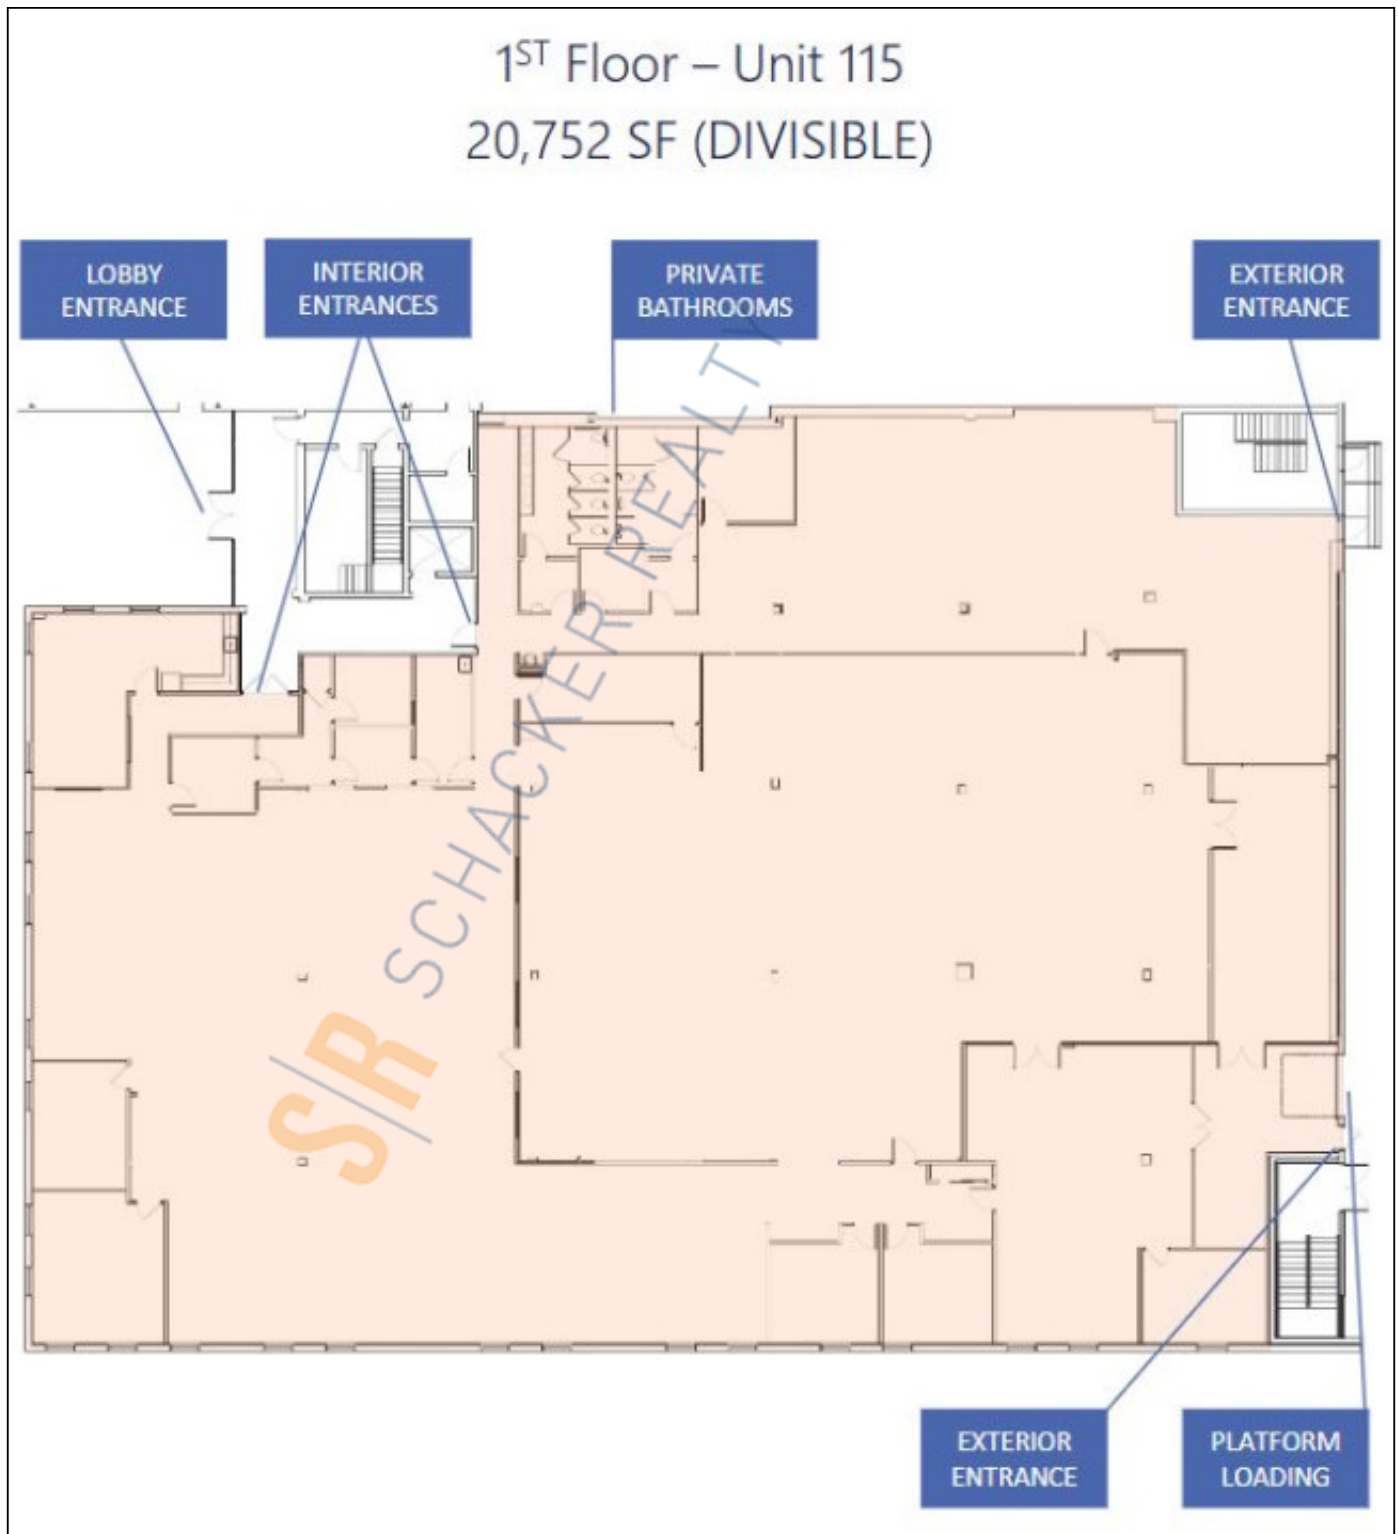 1ST Floor – Unit 115
20,752 SF (DIVISIBLE)
LOBBY
ENTRANCE
INTERIOR
ENTRANCES
PRIVATE
BATHROOMS
EXTERIOR
ENTRANCE
SR SCHACKER REALTY
EXTERIOR
ENTRANCE
PLATFORM
LOADING